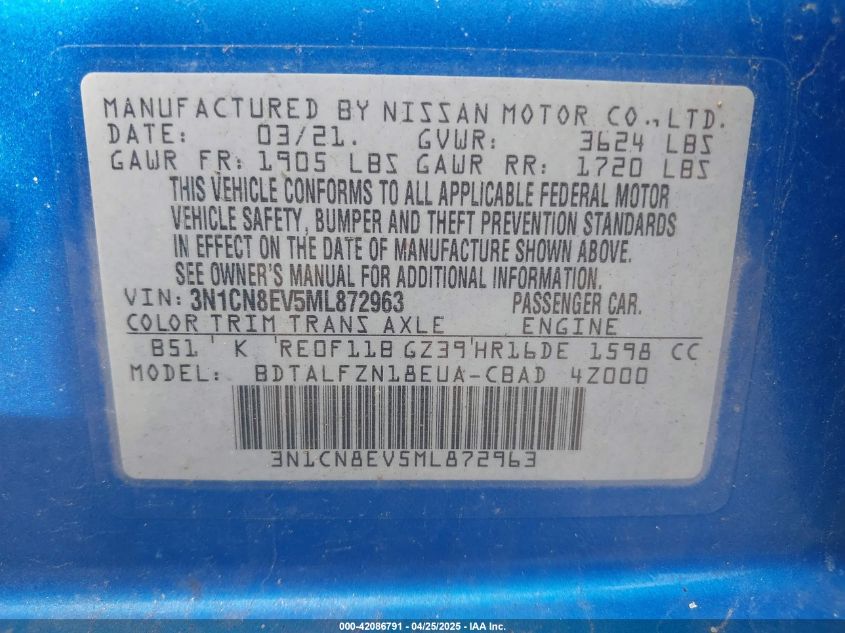 MANUFACTURED BY NISSAN MOTOR CO., LTD.
DATE: 03/21. GVWR: 3624 LBS
GAWR FR: 1905 LBS GAWR RR: 1720 LBS
THIS VEHICLE CONFORMS TO ALL APPLICABLE FEDERAL MOTOR
VEHICLE SAFETY, BUMPER AND THEFT PREVENTION STANDARDS
IN EFFECT ON THE DATE OF MANUFACTURE SHOWN ABOVE.
SEE OWNER'S MANUAL FOR ADDITIONAL INFORMATION.
VIN: 3N1CN8EV5ML872963 PASSENGER CAR.
COLOR TRIM TRANS AXLE ENGINE
B51 K RE0F11B GZ39 HR16DE 1598 CC
MODEL: BDTALFZN18EUA-CBAD 4Z000
3N1CN8EV5ML872963
000-42086791 - 04/25/2025 - IAA Inc.